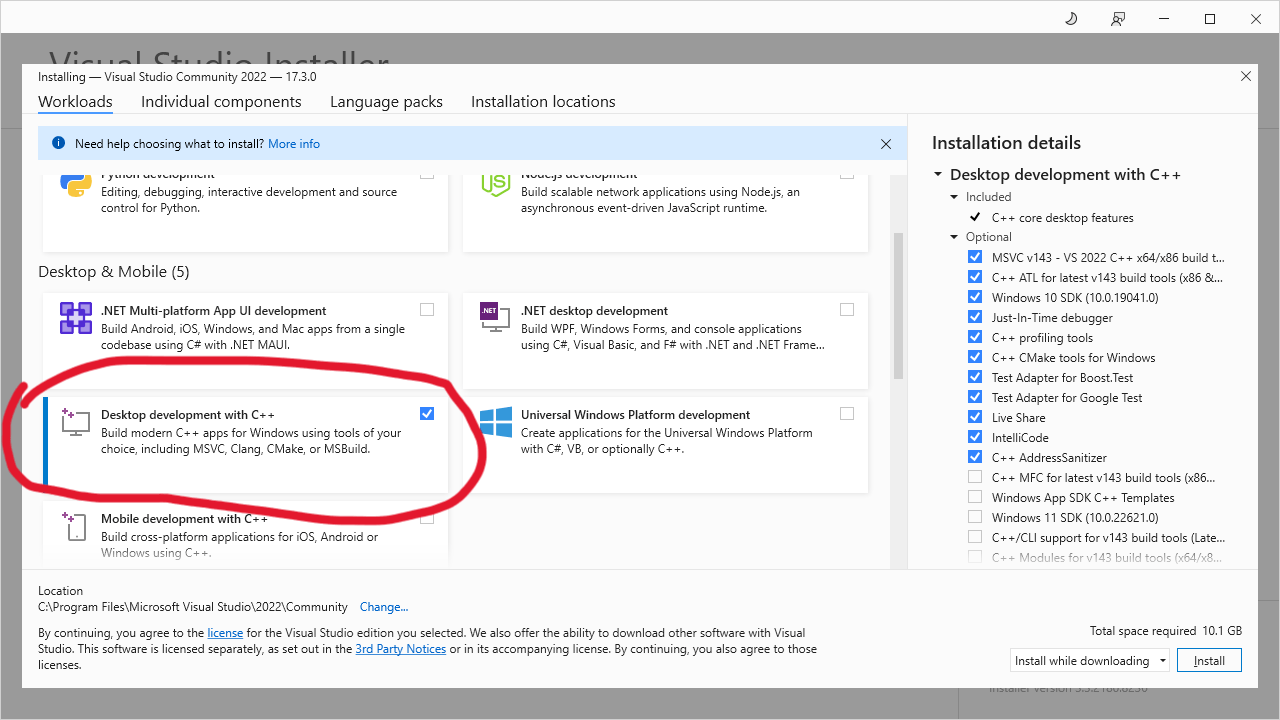 Visual Studio Installer
Installing — Visual Studio Community 2022 — 17.3.0
Workloads Individual components Language packs Installation locations
Need help choosing what to install? More info
Python development
Editing, debugging, interactive development and source
control for Python.
Node.js development
Build scalable network applications using Node.js, an
asynchronous event-driven JavaScript runtime.
Desktop & Mobile (5)
.NET Multi-platform App UI development
Build Android, iOS, Windows, and Mac apps from a single
codebase using C# with .NET MAUI.
.NET
.NET desktop development
Build WPF, Windows Forms, and console applications
using C#, Visual Basic, and F# with .NET and .NET Frame...
Desktop development with C++
Build modern C++ apps for Windows using tools of your
choice, including MSVC, Clang, CMake, or MSBuild.
Universal Windows Platform development
Create applications for the Universal Windows Platform
with C#, VB, or optionally C++.
Mobile development with C++
Build cross-platform applications for iOS, Android or
Windows using C++.
Installation details
Desktop development with C++
Included
C++ core desktop features
Optional
MSVC v143 - VS 2022 C++ x64/x86 build t...
C++ ATL for latest v143 build tools (x86 &...
Windows 10 SDK (10.0.19041.0)
Just-In-Time debugger
C++ profiling tools
C++ CMake tools for Windows
Test Adapter for Boost.Test
Test Adapter for Google Test
Live Share
IntelliCode
C++ AddressSanitizer
C++ MFC for latest v143 build tools (x86...
Windows App SDK C++ Templates
Windows 11 SDK (10.0.22621.0)
C++/CLI support for v143 build tools (Late...
C++ Modules for v143 build tools (x64/x8...
Location
C:\Program Files\Microsoft Visual Studio\2022\Community Change...
By continuing, you agree to the license for the Visual Studio edition you selected. We also offer the ability to download other software with Visual
Studio. This software is licensed separately, as set out in the 3rd Party Notices or in its accompanying license. By continuing, you also agree to those
licenses.
Total space required 10.1 GB
Install while downloading Install